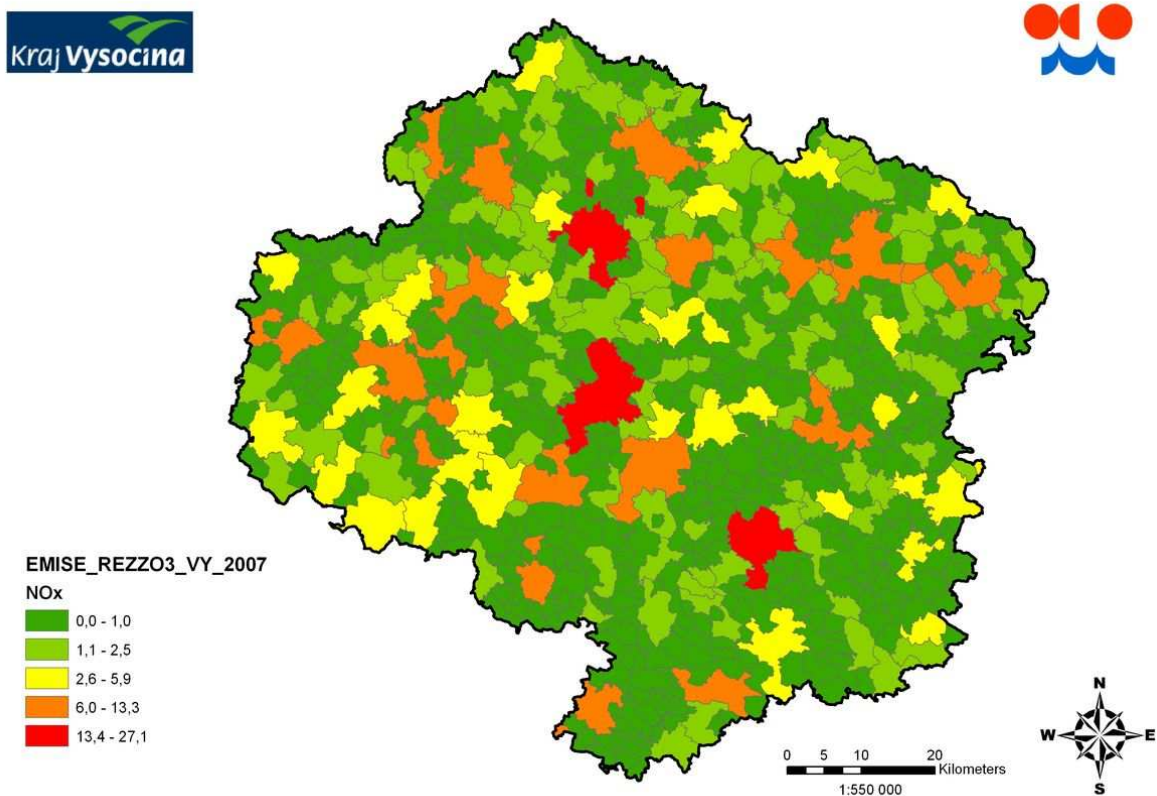 Kraj Vysočina
EMISE_REZZO3_VY_2007
NOx
0,0 - 1,0
1,1 - 2,5
2,6 - 5,9
6,0 - 13,3
13,4 - 27,1
N
W E
S
0 5 10 20
Kilometers
1:550 000